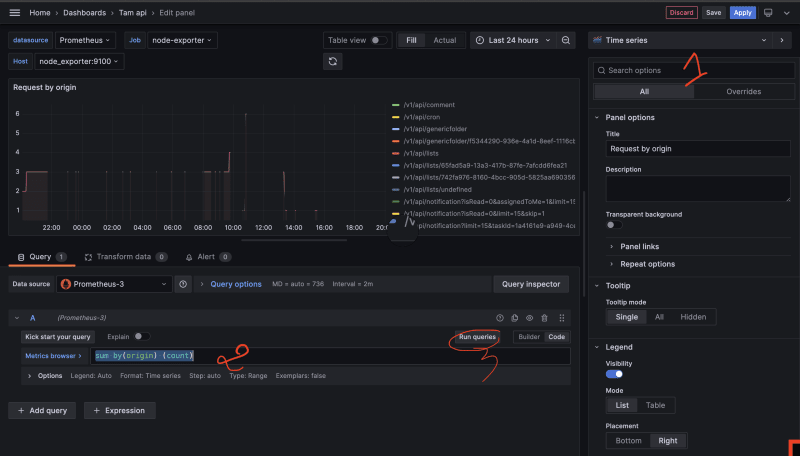 Home › Dashboards › Tam api › Edit panel
Discard Save Apply
datasource Prometheus Job node-exporter
Table view Fill Actual Last 24 hours
Time series
Host node_exporter:9100
Search options
1
All Overrides
Request by origin
6
5
4
3
2
1
22:00 00:00 02:00 04:00 06:00 08:00 10:00 12:00 14:00 16:00 18:00
/v1/api/comment
/v1/api/cron
/v1/api/genericfolder
/v1/api/genericfolder/f5344290-936e-4a1d-8eef-1116cb
/v1/api/lists
/v1/api/lists/65fad5a9-13a3-417b-87fe-7afcdd6fea21
/v1/api/lists/742fa976-8160-4bcc-905d-5825aa690356
/v1/api/lists/undefined
/v1/api/notification?isRead=0&assignedToMe=1&limit=15
/v1/api/notification?isRead=0&limit=15&skip=1
pi/notification?limit=15&taskId=1a4161e9-a949-4ce
Panel options
Title
Request by origin
Description
Transparent background
Panel links
Repeat options
Query 1 Transform data 0 Alert 0
Data source Prometheus-3 Query options MD = auto = 736 Interval = 2m Query inspector
A (Prometheus-3)
Kick start your query Explain Run queries Builder Code
Metrics browser > sum by(origin) (count)
2
3
Options Legend: Auto Format: Time series Step: auto Type: Range Exemplars: false
+ Add query + Expression
Tooltip
Tooltip mode
Single All Hidden
Legend
Visibility
Mode
List Table
Placement
Bottom Right